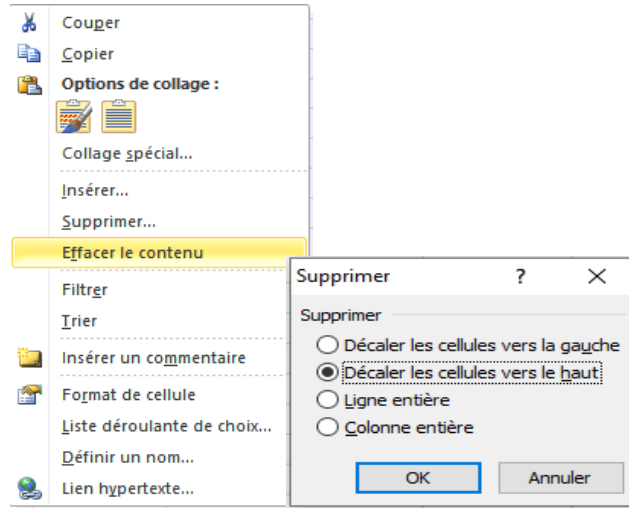 Couper
Copier
Options de collage :
Collage spécial...
Insérer...
Supprimer...
Effacer le contenu
Filtrer
Trier
Insérer un commentaire
Format de cellule
Liste déroulante de choix...
Définir un nom...
Lien hypertexte...
Supprimer ? ×
Supprimer
Décaler les cellules vers la gauche
Décaler les cellules vers le haut
Ligne entière
Colonne entière
OK Annuler